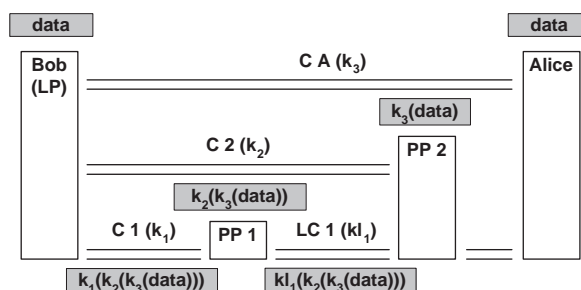 data
data
Bob
(LP)
C A (k₃)
Alice
k₃(data)
C 2 (k₂)
PP 2
k₂(k₃(data))
C 1 (k₁)
PP 1
LC 1 (kl₁)
k₁(k₂(k₃(data)))
kl₁(k₂(k₃(data)))